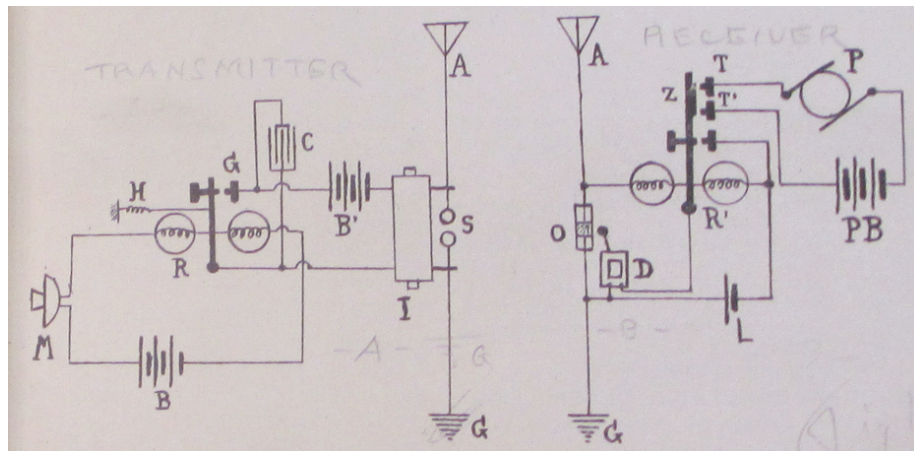 TRANSMITTER
RECEIVER
A
A
T
P
Z
T'
C
G
H
B'
S
R
R'
O
PB
D
I
M
L
-A-
G
-B-
B
G
G